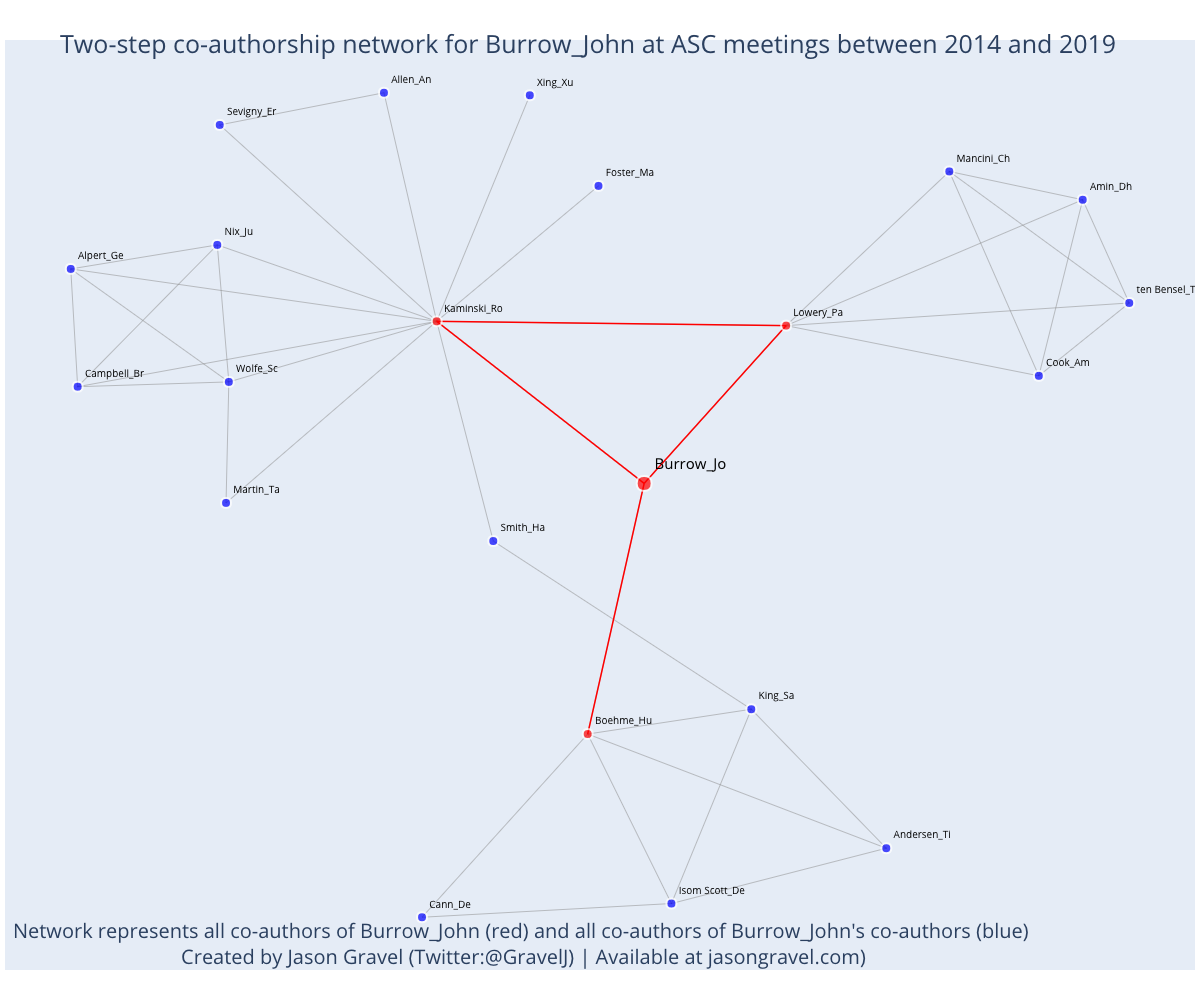 Two-step co-authorship network for Burrow_John at ASC meetings between 2014 and 2019
Allen_An
Xing_Xu
Sevigny_Er
Mancini_Ch
Foster_Ma
Amin_Dh
Nix_Ju
Alpert_Ge
ten Bensel_T
Kaminski_Ro
Lowery_Pa
Cook_Am
Wolfe_Sc
Campbell_Br
Burrow_Jo
Martin_Ta
Smith_Ha
King_Sa
Boehme_Hu
Andersen_Ti
Isom Scott_De
Cann_De
Network represents all co-authors of Burrow_John (red) and all co-authors of Burrow_John's co-authors (blue)
Created by Jason Gravel (Twitter:@GravelJ) | Available at jasongravel.com)